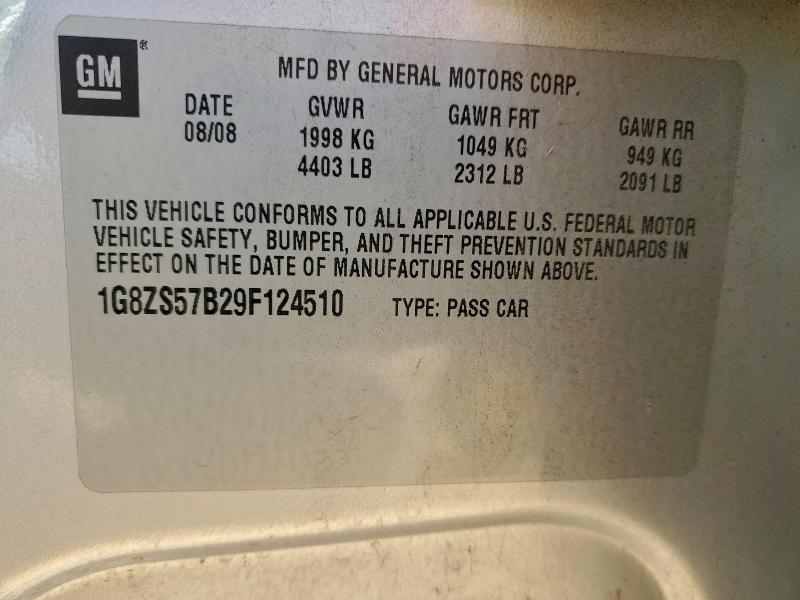 GM®
MFD BY GENERAL MOTORS CORP.
DATE GVWR GAWR FRT GAWR RR
08/08 1998 KG 1049 KG 949 KG
4403 LB 2312 LB 2091 LB
THIS VEHICLE CONFORMS TO ALL APPLICABLE U.S. FEDERAL MOTOR
VEHICLE SAFETY, BUMPER, AND THEFT PREVENTION STANDARDS IN
EFFECT ON THE DATE OF MANUFACTURE SHOWN ABOVE.
1G8ZS57B29F124510 TYPE: PASS CAR